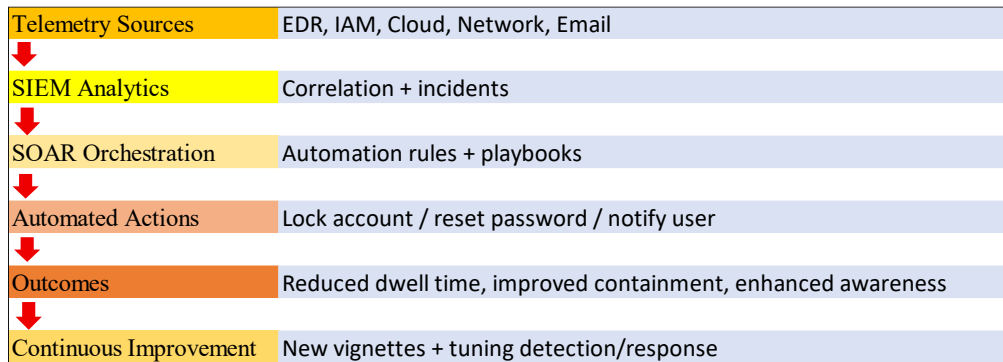 Telemetry Sources EDR, IAM, Cloud, Network, Email
SIEM Analytics Correlation + incidents
SOAR Orchestration Automation rules + playbooks
Automated Actions Lock account / reset password / notify user
Outcomes Reduced dwell time, improved containment, enhanced awareness
Continuous Improvement New vignettes + tuning detection/response